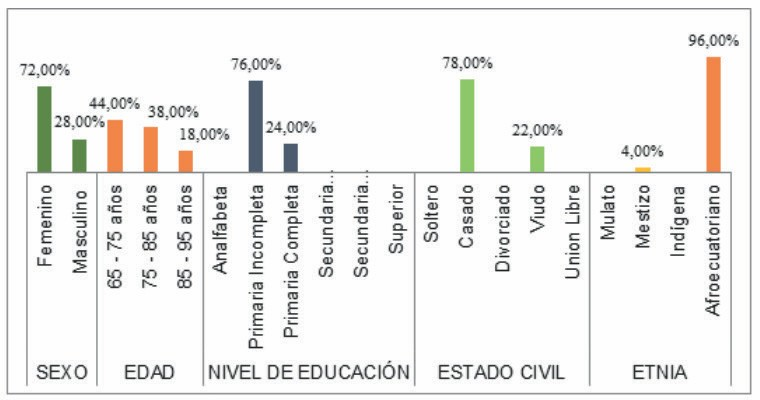 72,00%
28,00%
44,00%
38,00%
18,00%
76,00%
24,00%
78,00%
22,00%
4,00%
96,00%
Femenino
Masculino
65 - 75 años
75 - 85 años
85 - 95 años
Analfabeta
Primaria Incompleta
Primaria Completa
Secundaria...
Secundaria...
Superior
Soltero
Casado
Divorciado
Viudo
Union Libre
Mulato
Mestizo
Indígena
Afroecuatoriano
SEXO
EDAD
NIVEL DE EDUCACIÓN
ESTADO CIVIL
ETNIA